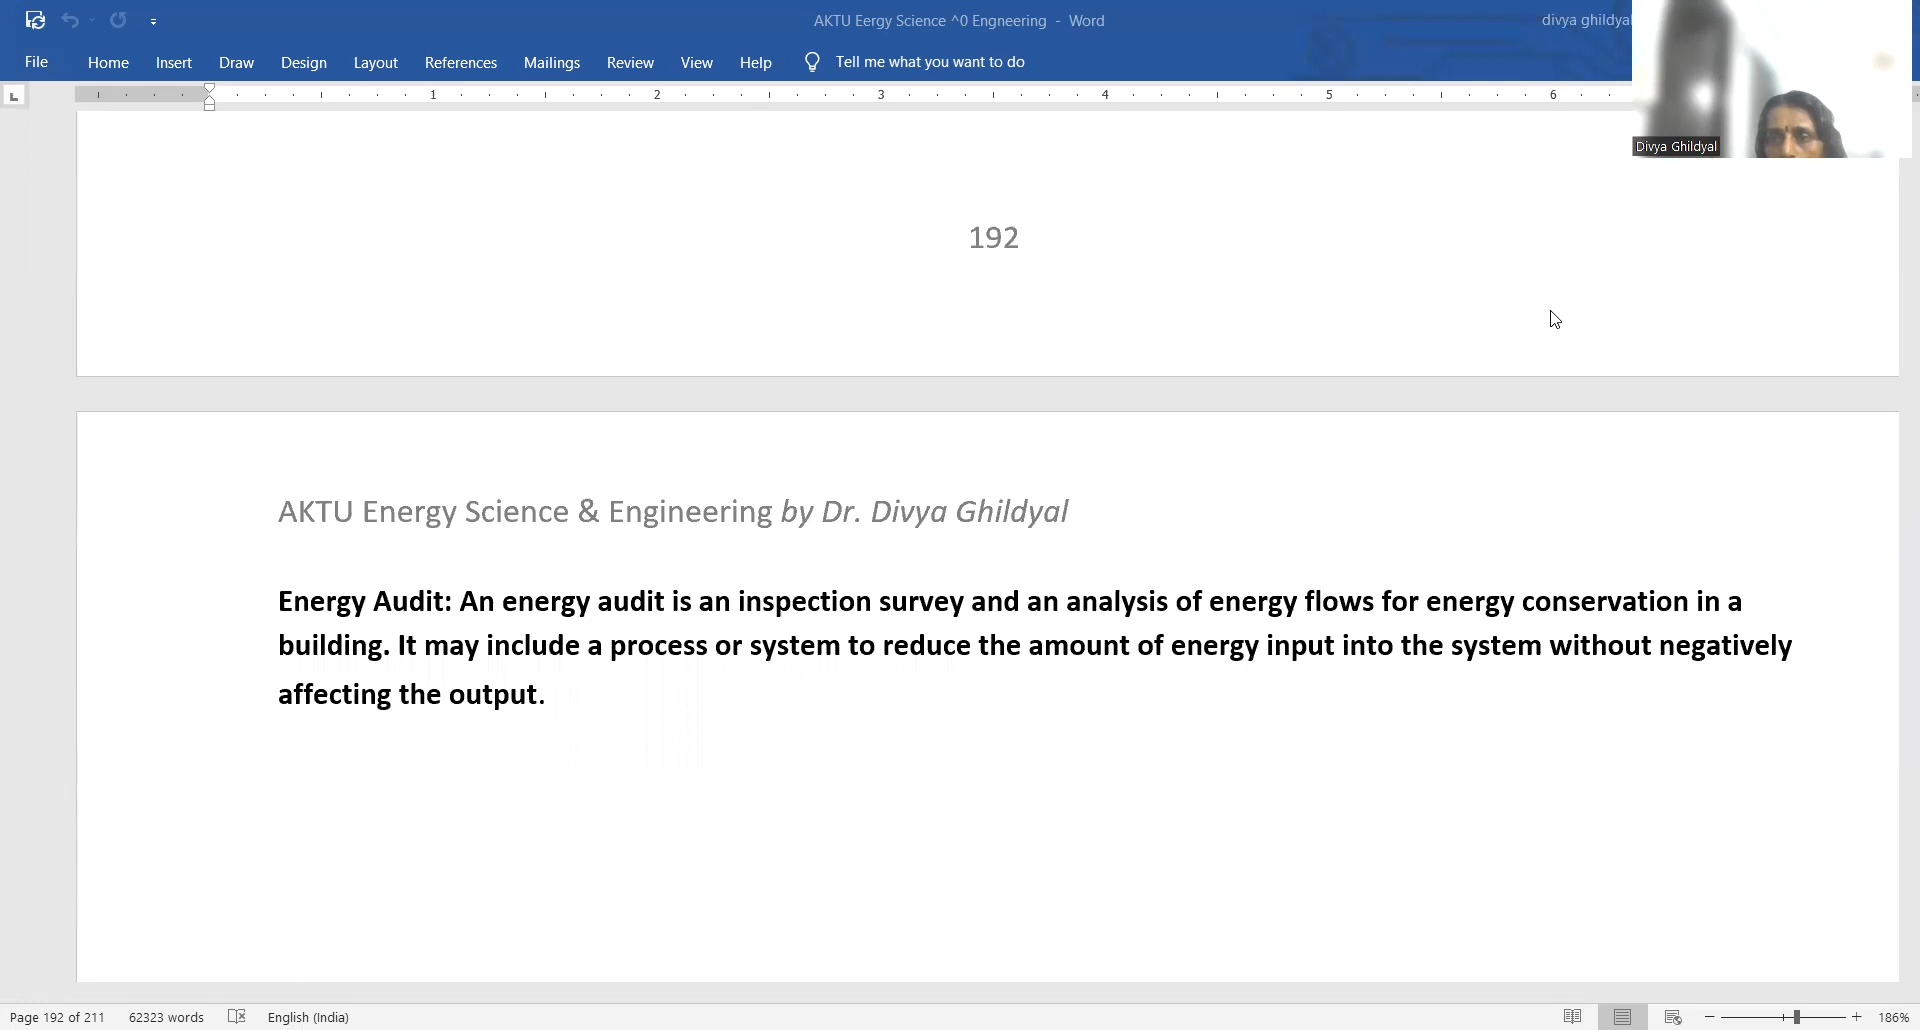 AKTU Eergy Science ^0 Engneering - Word
divya ghildyal
File Home Insert Draw Design Layout References Mailings Review View Help Tell me what you want to do
1 2 3 4 5 6
Divya Ghildyal
192
AKTU Energy Science & Engineering by Dr. Divya Ghildyal
Energy Audit: An energy audit is an inspection survey and an analysis of energy flows for energy conservation in a
building. It may include a process or system to reduce the amount of energy input into the system without negatively
affecting the output.
Page 192 of 211 62323 words English (India) 186%